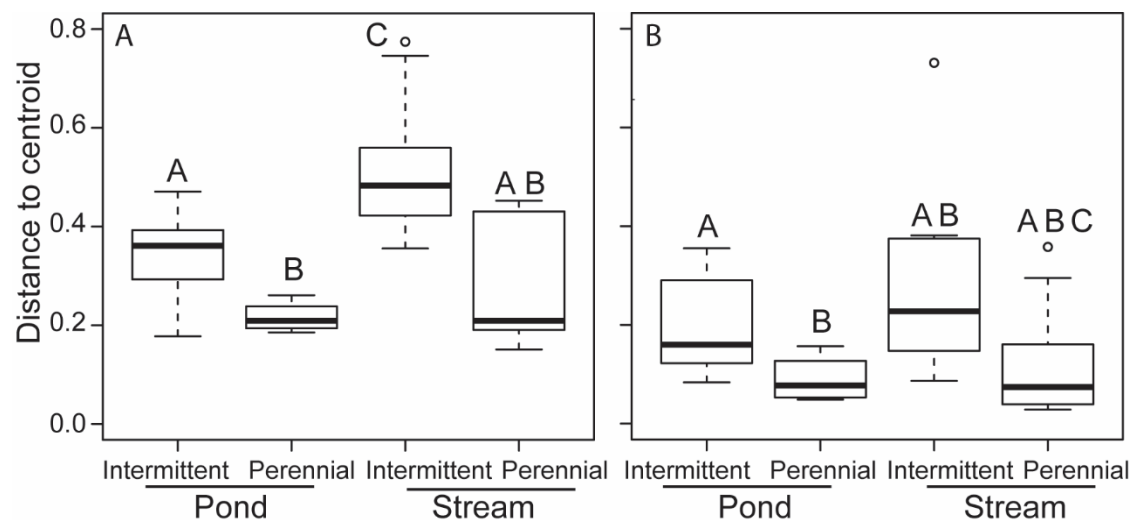 Distance to centroid
0.8
0.6
0.4
0.2
0.0
A
A
B
C
A B
Intermittent Perennial Intermittent Perennial
Pond Stream
B
A
B
A B
A B C
Intermittent Perennial Intermittent Perennial
Pond Stream